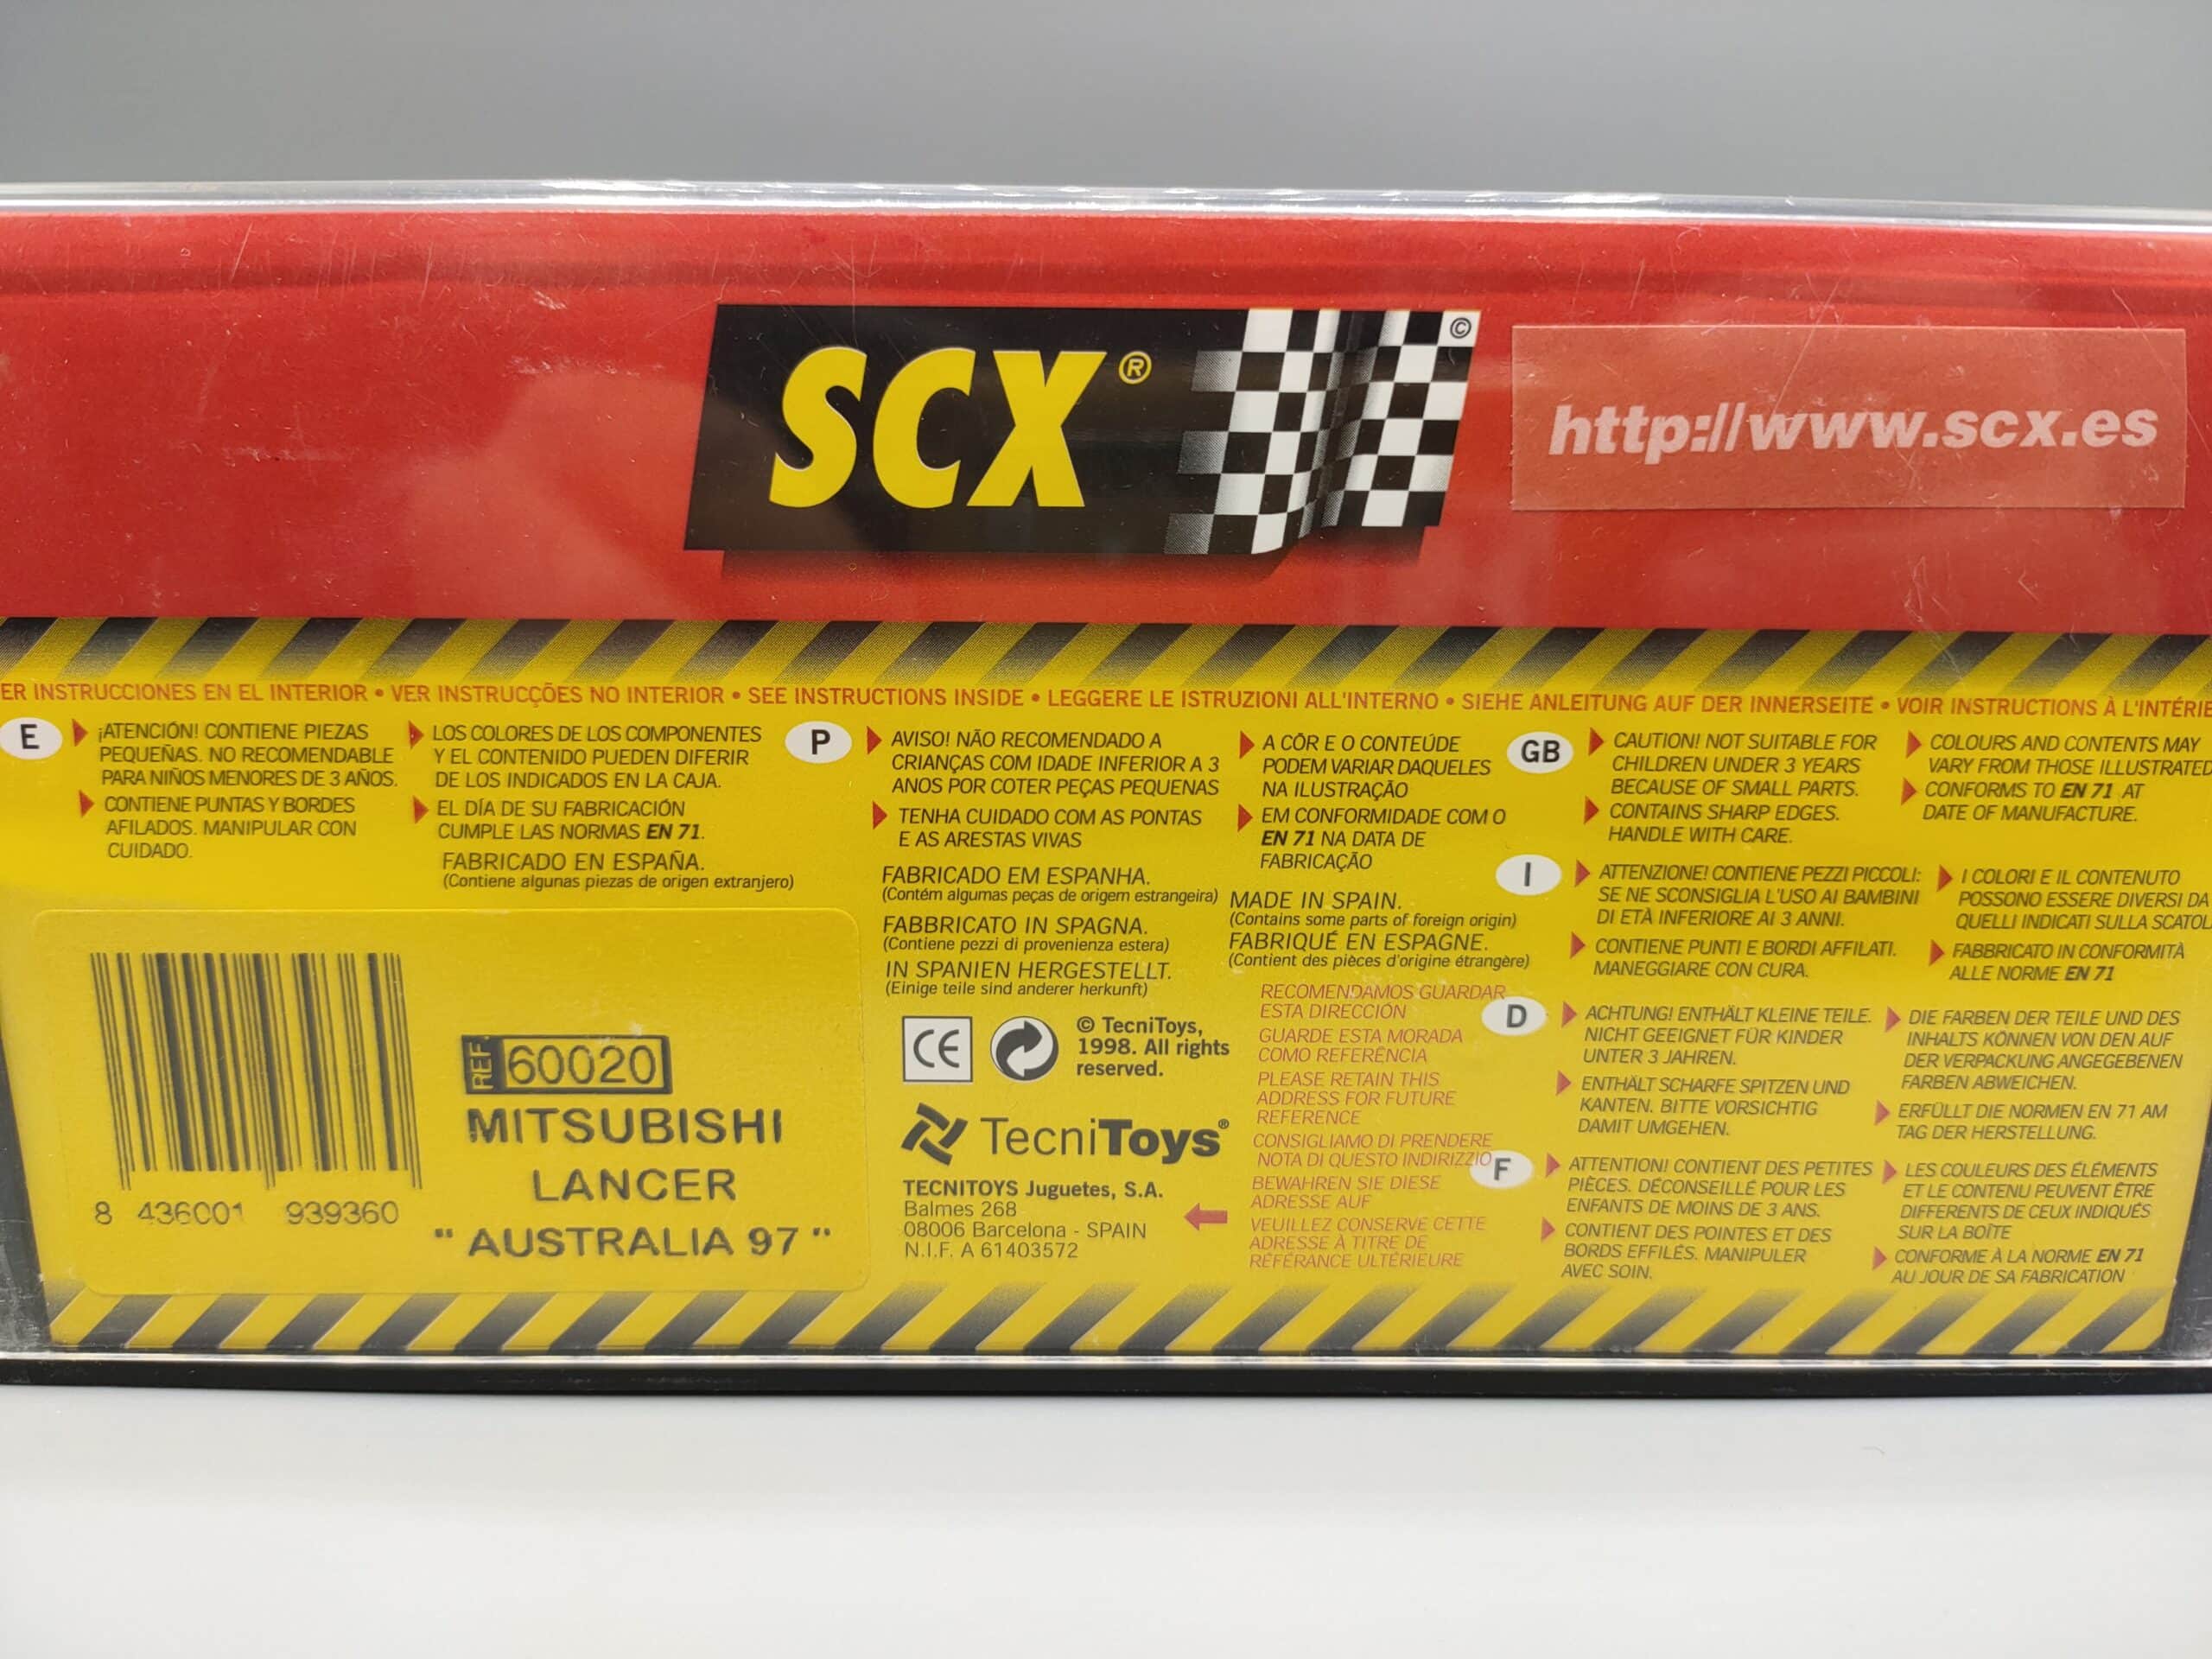 SCX®
©
http://www.scx.es
ER INSTRUCCIONES EN EL INTERIOR • VER INSTRUCÇÕES NO INTERIOR • SEE INSTRUCTIONS INSIDE • LEGGERE LE ISTRUZIONI ALL'INTERNO • SIEHE ANLEITUNG AUF DER INNERSEITE • VOIR INSTRUCTIONS À L'INTÉRIE
E
¡ATENCIÓN! CONTIENE PIEZAS
PEQUEÑAS. NO RECOMENDABLE
PARA NIÑOS MENORES DE 3 AÑOS.
CONTIENE PUNTAS Y BORDES
AFILADOS. MANIPULAR CON
CUIDADO.
LOS COLORES DE LOS COMPONENTES
Y EL CONTENIDO PUEDEN DIFERIR
DE LOS INDICADOS EN LA CAJA.
EL DÍA DE SU FABRICACIÓN
CUMPLE LAS NORMAS EN 71.
FABRICADO EN ESPAÑA.
(Contiene algunas piezas de origen extranjero)
P
AVISO! NÃO RECOMENDADO A
CRIANÇAS COM IDADE INFERIOR A 3
ANOS POR COTER PEÇAS PEQUENAS
TENHA CUIDADO COM AS PONTAS
E AS ARESTAS VIVAS
A CÔR E O CONTEÚDE
PODEM VARIAR DAQUELES
NA ILUSTRAÇÃO
EM CONFORMIDADE COM O
EN 71 NA DATA DE
FABRICAÇÃO
FABRICADO EM ESPANHA.
(Contém algumas peças de origem estrangeira)
FABBRICATO IN SPAGNA.
(Contiene pezzi di provenienza estera)
IN SPANIEN HERGESTELLT.
(Einige teile sind anderer herkunft)
MADE IN SPAIN.
(Contains some parts of foreign origin)
FABRIQUÉ EN ESPAGNE.
(Contient des pièces d'origine étrangère)
GB
CAUTION! NOT SUITABLE FOR
CHILDREN UNDER 3 YEARS
BECAUSE OF SMALL PARTS.
CONTAINS SHARP EDGES.
HANDLE WITH CARE.
COLOURS AND CONTENTS MAY
VARY FROM THOSE ILLUSTRATED
CONFORMS TO EN 71 AT
DATE OF MANUFACTURE.
I
ATTENZIONE! CONTIENE PEZZI PICCOLI:
SE NE SCONSIGLIA L'USO AI BAMBINI
DI ETÀ INFERIORE AI 3 ANNI.
CONTIENE PUNTI E BORDI AFFILATI.
MANEGGIARE CON CURA.
I COLORI E IL CONTENUTO
POSSONO ESSERE DIVERSI DA
QUELLI INDICATI SULLA SCATOL
FABBRICATO IN CONFORMITÀ
ALLE NORME EN 71
D
ACHTUNG! ENTHÄLT KLEINE TEILE.
NICHT GEEIGNET FÜR KINDER
UNTER 3 JAHREN.
ENTHÄLT SCHARFE SPITZEN UND
KANTEN. BITTE VORSICHTIG
DAMIT UMGEHEN.
DIE FARBEN DER TEILE UND DES
INHALTS KÖNNEN VON DEN AUF
DER VERPACKUNG ANGEGEBENEN
FARBEN ABWEICHEN.
ERFÜLLT DIE NORMEN EN 71 AM
TAG DER HERSTELLUNG.
F
ATTENTION! CONTIENT DES PETITES
PIÈCES. DÉCONSEILLÉ POUR LES
ENFANTS DE MOINS DE 3 ANS.
CONTIENT DES POINTES ET DES
BORDS EFFILÉS. MANIPULER
AVEC SOIN.
LES COULEURS DES ÉLÉMENTS
ET LE CONTENU PEUVENT ÊTRE
DIFFERENTS DE CEUX INDIQUÉS
SUR LA BOÎTE
CONFORME À LA NORME EN 71
AU JOUR DE SA FABRICATION
8 436001 939360
REF. 60020
MITSUBISHI
LANCER
" AUSTRALIA 97 "
CE
© TecniToys,
1998. All rights
reserved.
TecniToys®
TECNITOYS Juguetes, S.A.
Balmes 268
08006 Barcelona - SPAIN
N.I.F. A 61403572
RECOMENDAMOS GUARDAR
ESTA DIRECCIÓN
GUARDE ESTA MORADA
COMO REFERÊNCIA
PLEASE RETAIN THIS
ADDRESS FOR FUTURE
REFERENCE
CONSIGLIAMO DI PRENDERE
NOTA DI QUESTO INDIRIZZIO
BEWAHREN SIE DIESE
ADRESSE AUF
VEUILLEZ CONSERVE CETTE
ADRESSE À TITRE DE
RÉFÉRANCE ULTÉRIEURE